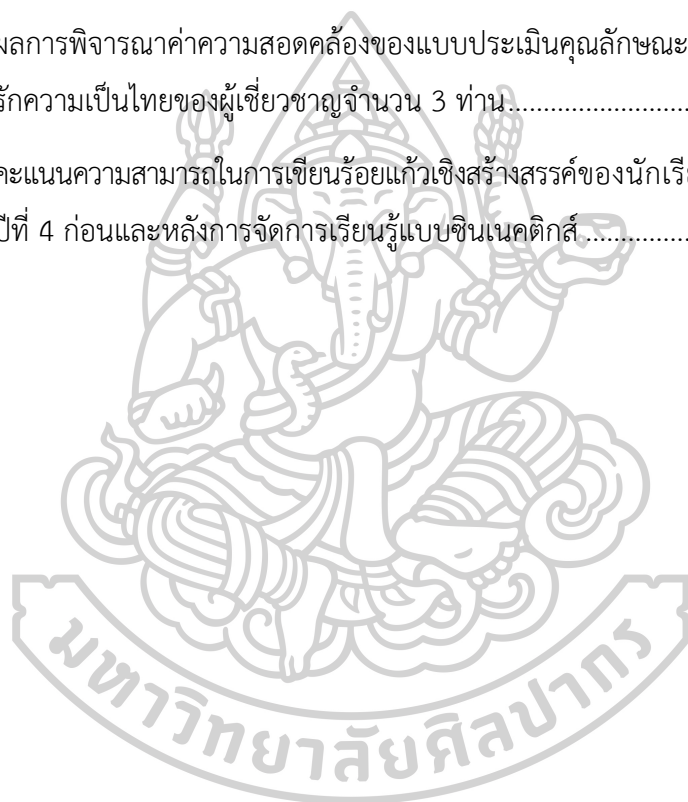 ผลการพิจารณาค่าความสอดคล้องของแบบประเมินคุณลักษณะ
รักความเป็นไทยของผู้เชี่ยวชาญจำนวน 3 ท่าน
คะแนนความสามารถในการเขียนร้อยแก้วเชิงสร้างสรรค์ของนักเรีย
ปีที่ 4 ก่อนและหลังการจัดการเรียนรู้แบบซินเนคติกส์
มหาวิทยาลัยศิลปากร